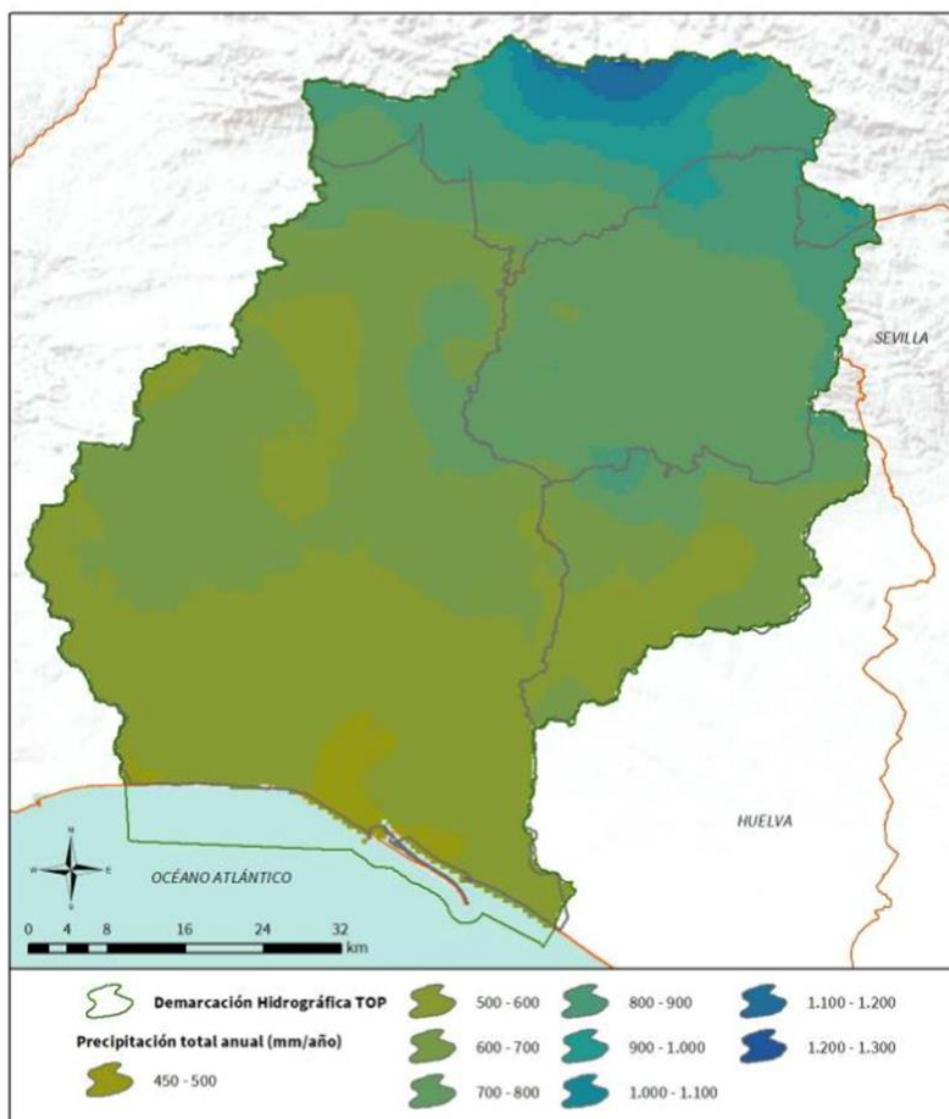 SEVILLA
HUELVA
N
W E
S
OCÉANO ATLÁNTICO
0 4 8 16 24 32
km
Demarcación Hidrográfica TOP
Precipitación total anual (mm/año)
450 - 500
500 - 600
600 - 700
700 - 800
800 - 900
900 - 1.000
1.000 - 1.100
1.100 - 1.200
1.200 - 1.300